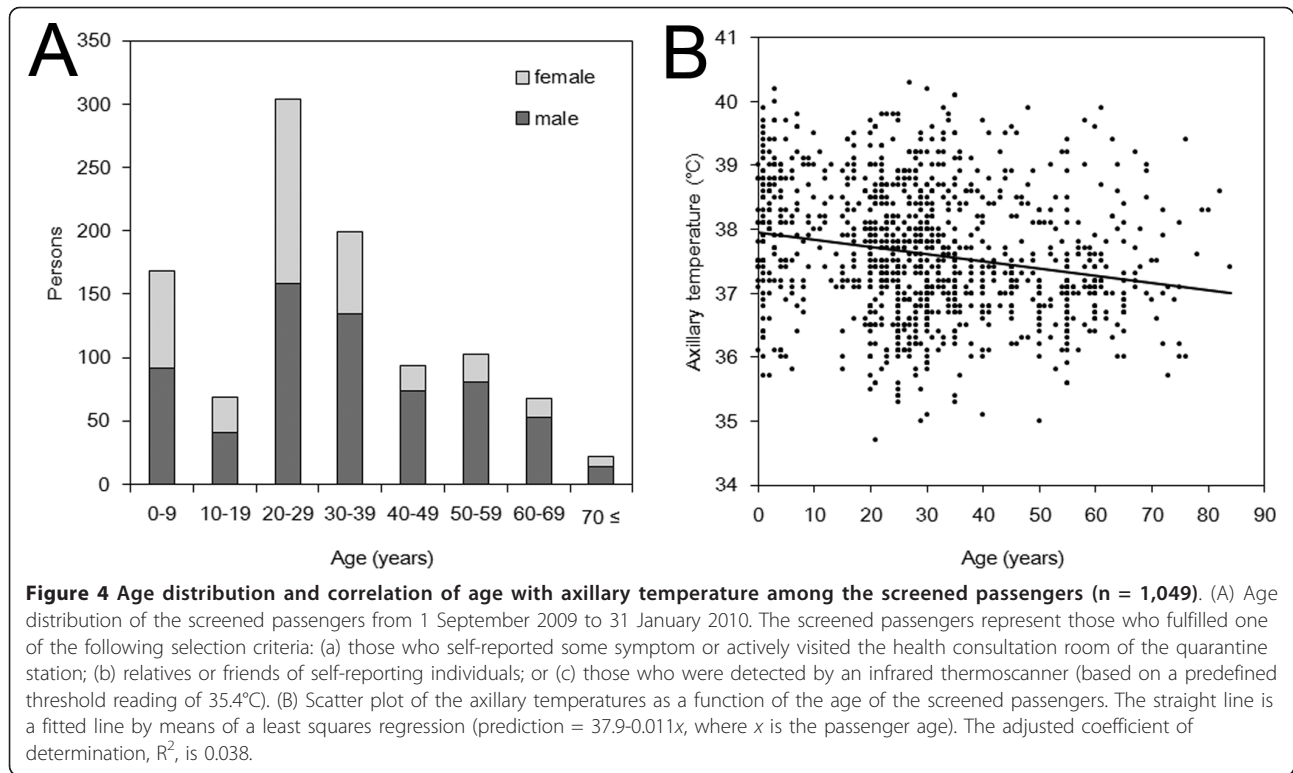 A
350
300
250
200
150
100
50
0
Persons
female
male
0-9 10-19 20-29 30-39 40-49 50-59 60-69 70 ≤
Age (years)
B
41
40
39
38
37
36
35
34
Axillary temperature (°C)
0 10 20 30 40 50 60 70 80 90
Age (years)
Figure 4 Age distribution and correlation of age with axillary temperature among the screened passengers (n = 1,049). (A) Age
distribution of the screened passengers from 1 September 2009 to 31 January 2010. The screened passengers represent those who fulfilled one
of the following selection criteria: (a) those who self-reported some symptom or actively visited the health consultation room of the quarantine
station; (b) relatives or friends of self-reporting individuals; or (c) those who were detected by an infrared thermoscanner (based on a predefined
threshold reading of 35.4°C). (B) Scatter plot of the axillary temperatures as a function of the age of the screened passengers. The straight line is
a fitted line by means of a least squares regression (prediction = 37.9-0.011x, where x is the passenger age). The adjusted coefficient of
determination, R², is 0.038.